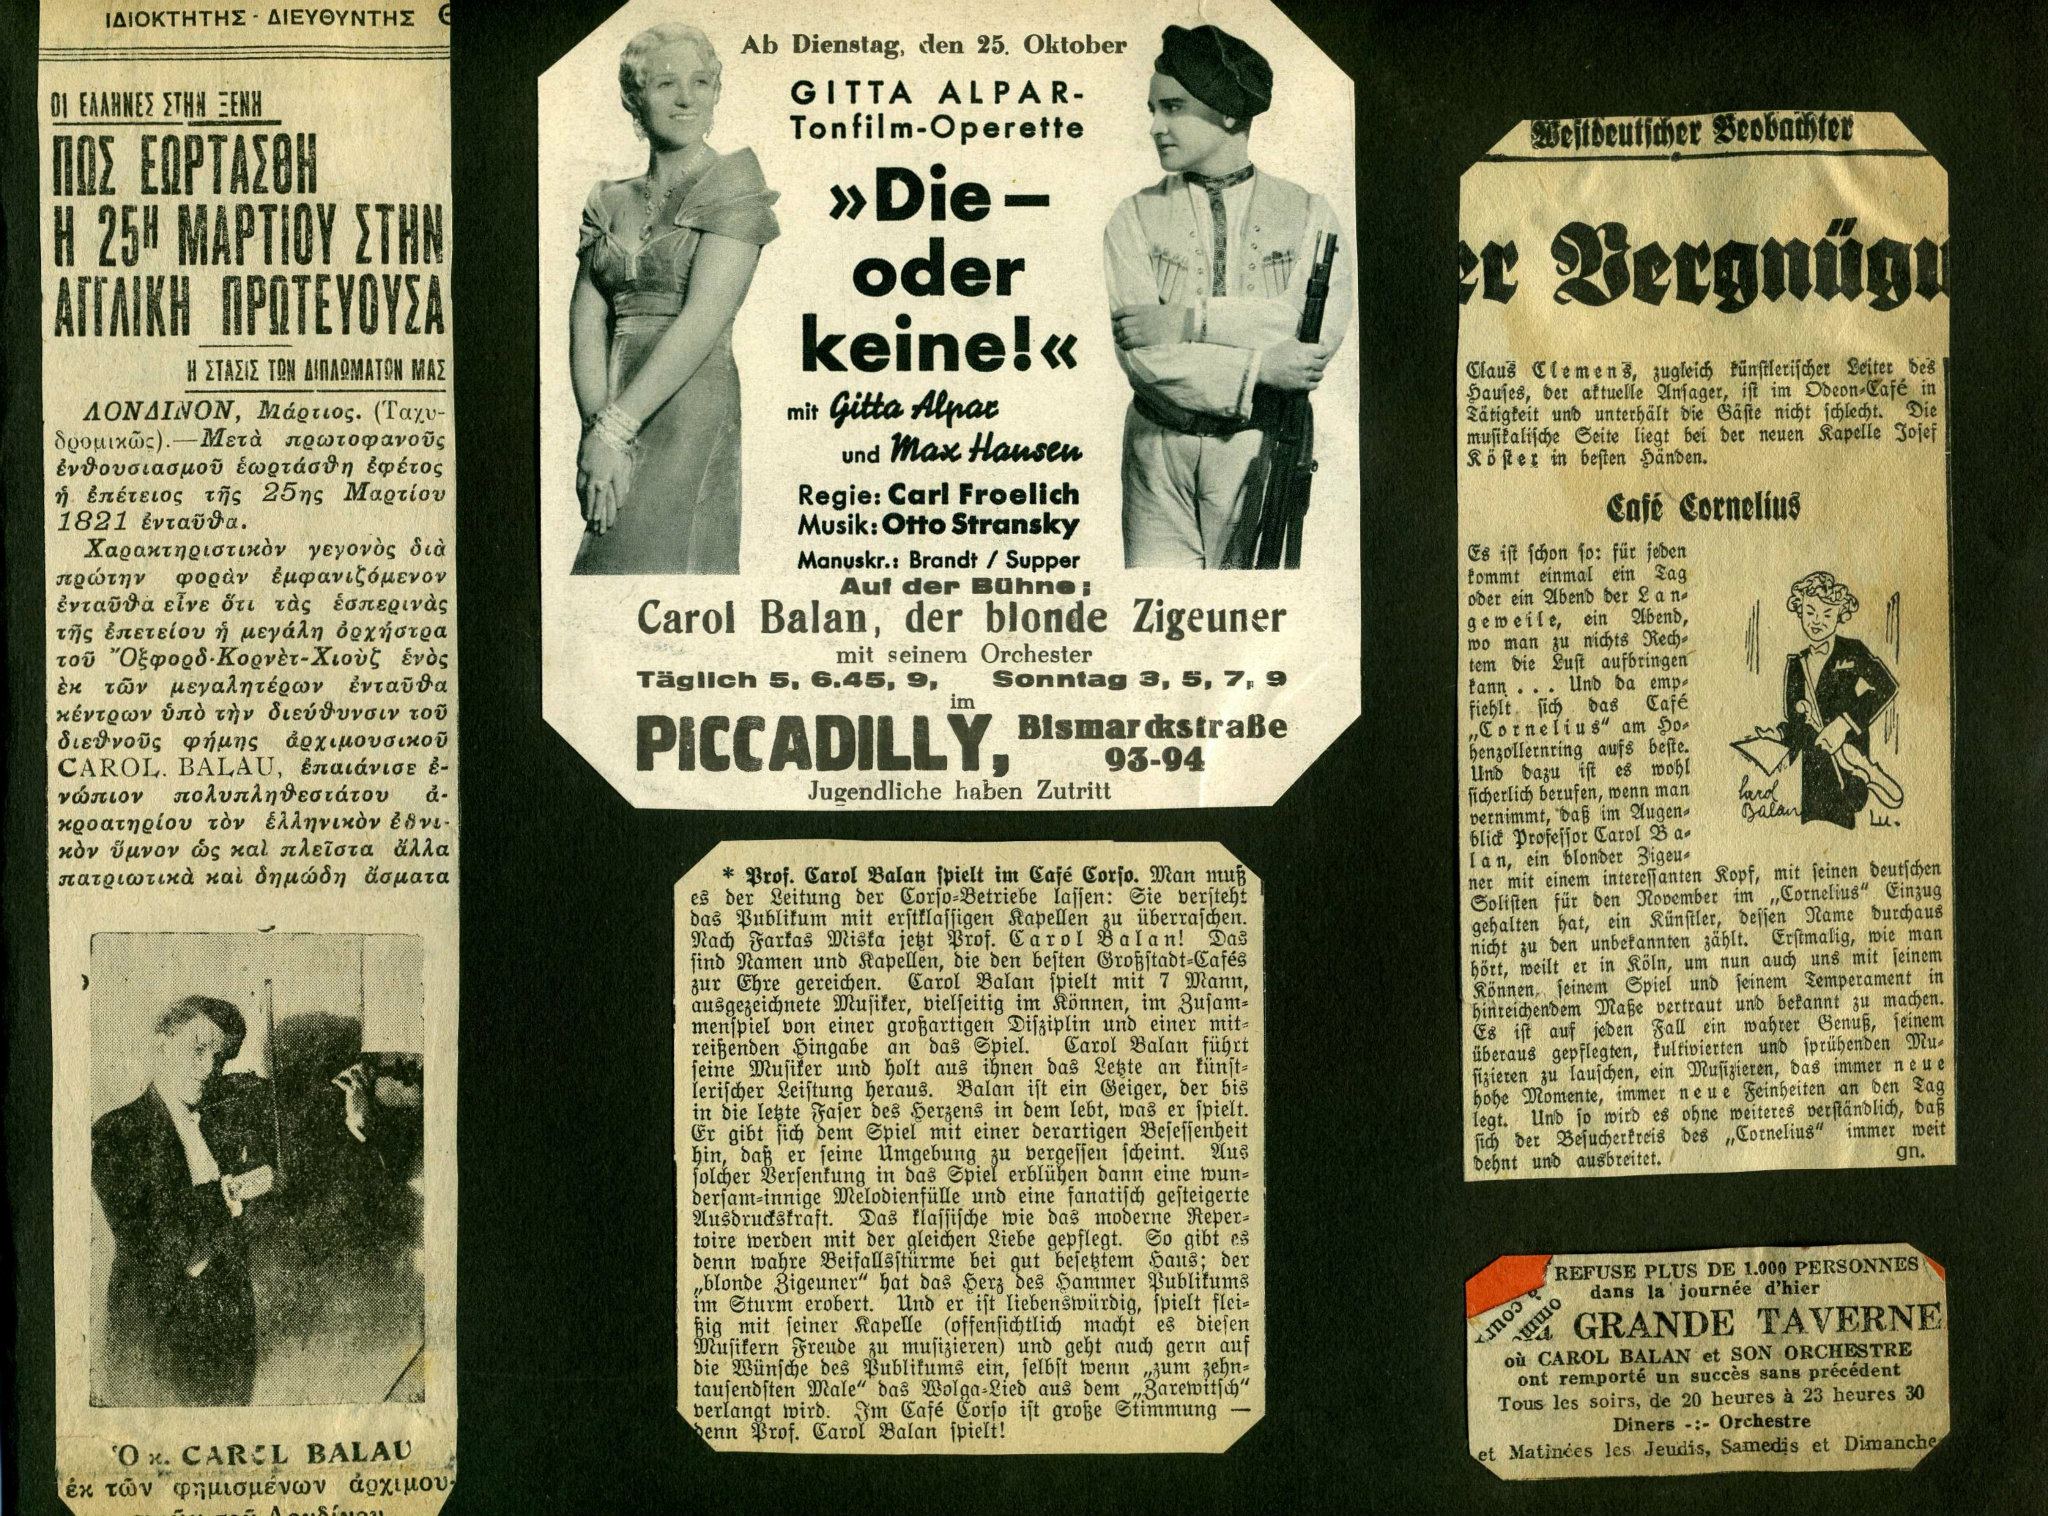 ΙΔΙΟΚΤΗΤΗΣ - ΔΙΕΥΘΥΝΤΗΣ
ΟΙ ΕΛΛΗΝΕΣ ΣΤΗΝ ΞΕΝΗ
ΠΩΣ ΕΩΡΤΑΣΘΗ
Η 25Η ΜΑΡΤΙΟΥ ΣΤΗΝ
ΑΓΓΛΙΚΗ ΠΡΩΤΕΥΟΥΣΑ
Η ΣΤΑΣΙΣ ΤΩΝ ΔΙΠΛΩΜΑΤΩΝ ΜΑΣ
ΛΟΝΔΙΝΟΝ, Μάρτιος. (Ταχυ-
δρομικῶς).—Μετὰ πρωτοφανοῦς
ἐνθουσιασμοῦ ἑωρτάσθη ἐφέτος
ἡ ἐπέτειος τῆς 25ης Μαρτίου
1821 ἐνταῦθα.
Χαρακτηριστικὸν γεγονὸς διὰ
πρώτην φορὰν ἐμφανιζόμενον
ἐνταῦθα εἶνε ὅτι τὰς ἑσπερινὰς
τῆς ἐπετείου ἡ μεγάλη ὀρχήστρα
τοῦ Ὄξφορδ-Κορνὲτ-Χιοὺζ ἑνὸς
ἐκ τῶν μεγαλητέρων ἐνταῦθα
κέντρων ὑπὸ τὴν διεύθυνσιν τοῦ
διεθνοῦς φήμης ἀρχιμουσικοῦ
CAROL. BALAU, ἐπαιάνισε ἐ-
νώπιον πολυπληθεστάτου ἀ-
κροατηρίου τὸν ἑλληνικὸν ἐθνι-
κὸν ὕμνον ὡς καὶ πλεῖστα ἄλλα
πατριωτικὰ καὶ δημώδη ἄσματα
Ὁ κ. CAROL BALAU
ἐκ τῶν φημισμένων ἀρχιμου-
Ab Dienstag, den 25. Oktober
GITTA ALPAR-
Tonfilm-Operette
»Die —
oder
keine!«
mit Gitta Alpar
und Max Hansen
Regie: Carl Froelich
Musik: Otto Stransky
Manuskr.: Brandt / Supper
Auf der Bühne;
Carol Balan, der blonde Zigeuner
mit seinem Orchester
Täglich 5, 6.45, 9, Sonntag 3, 5, 7, 9
im
PICCADILLY, Bismarckstraße
93-94
Jugendliche haben Zutritt
* Prof. Carol Balan spielt im Café Corso. Man muß
es der Leitung der Corso-Betriebe lassen: Sie versteht
das Publikum mit erstklassigen Kapellen zu überraschen.
Nach Farkas Miska jetzt Prof. Carol Balan! Das
sind Namen und Kapellen, die den besten Großstadt-Cafés
zur Ehre gereichen. Carol Balan spielt mit 7 Mann,
ausgezeichnete Musiker, vielseitig im Können, im Zusam-
menspiel von einer großartigen Disziplin und einer mit-
reißenden Hingabe an das Spiel. Carol Balan führt
seine Musiker und holt aus ihnen das Letzte an künst-
lerischer Leistung heraus. Balan ist ein Geiger, der bis
in die letzte Faser des Herzens in dem lebt, was er spielt.
Er gibt sich dem Spiel mit einer derartigen Besessenheit
hin, daß er seine Umgebung zu vergessen scheint. Aus
solcher Versenkung in das Spiel erblühen dann eine wun-
dersam-innige Melodienfülle und eine fanatisch gesteigerte
Ausdruckskraft. Das klassische wie das moderne Reper-
toire werden mit der gleichen Liebe gepflegt. So gibt es
denn wahre Beifallsstürme bei gut besetztem Haus; der
„blonde Zigeuner“ hat das Herz des Hammer Publikums
im Sturm erobert. Und er ist liebenswürdig, spielt flei-
ßig mit seiner Kapelle (offensichtlich macht es diesen
Musikern Freude zu musizieren) und geht auch gern auf
die Wünsche des Publikums ein, selbst wenn „zum zehn-
tausendsten Male“ das Wolga-Lied aus dem „Zarewitsch“
verlangt wird. Im Café Corso ist große Stimmung —
denn Prof. Carol Balan spielt!
Westdeutscher Beobachter
er Vergnügu
Claus Clemens, zugleich künstlerischer Leiter des
Hauses, der aktuelle Ansager, ist im Odeon-Café in
Tätigkeit und unterhält die Gäste nicht schlecht. Die
musikalische Seite liegt bei der neuen Kapelle Josef
Köster in besten Händen.
Café Cornelius
Es ist schon so: für jeden
kommt einmal ein Tag
oder ein Abend der Lan-
geweile, ein Abend,
wo man zu nichts Rech-
tem die Lust aufbringen
kann . . . Und da emp-
fiehlt sich das Café
„Cornelius“ am Ho-
henzollernring aufs beste.
Und dazu ist es wohl
sicherlich berufen, wenn man
vernimmt, daß im Augen-
blick Professor Carol Ba-
lan, ein blonder Zigeu-
ner mit einem interessanten Kopf, mit seinen deutschen
Solisten für den November im „Cornelius“ Einzug
gehalten hat, ein Künstler, dessen Name durchaus
nicht zu den unbekannten zählt. Erstmalig, wie man
hört, weilt er in Köln, um nun auch uns mit seinem
Können, seinem Spiel und seinem Temperament in
hinreichendem Maße vertraut und bekannt zu machen.
Es ist auf jeden Fall ein wahrer Genuß, seinem
überaus gepflegten, kultivierten und sprühenden Mu-
sizieren zu lauschen, ein Musizieren, das immer neue
hohe Momente, immer neue Feinheiten an den Tag
legt. Und so wird es ohne weiteres verständlich, daß
sich der Besucherkreis des „Cornelius“ immer weit
dehnt und ausbreitet. gn.
Carol
Balan
Lu.
REFUSE PLUS DE 1.000 PERSONNES
dans la journée d'hier
GRANDE TAVERNE
où CAROL BALAN et SON ORCHESTRE
ont remporté un succès sans précédent
Tous les soirs, de 20 heures à 23 heures 30
Diners -:- Orchestre
et Matinées les Jeudis, Samedis et Dimanche